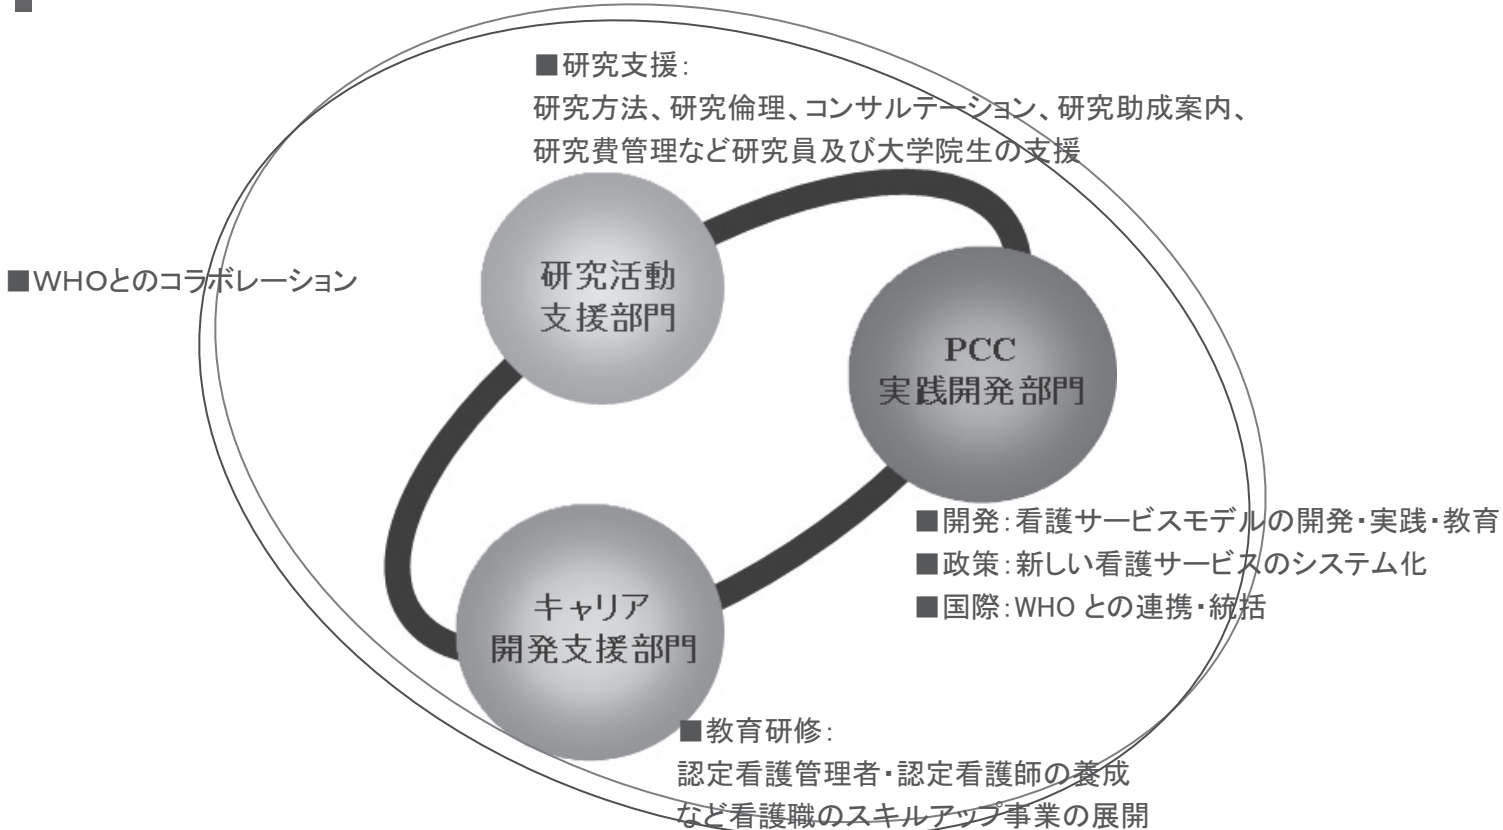 ■
■研究支援：
研究方法、研究倫理、コンサルテーション、研究助成案内、
研究費管理など研究員及び大学院生の支援
■WHOとのコラボレーション
研究活動
支援部門
PCC
実践開発部門
■開発：看護サービスモデルの開発・実践・教育
■政策：新しい看護サービスのシステム化
■国際：WHO との連携・統括
キャリア
開発支援部門
■教育研修：
認定看護管理者・認定看護師の養成
など看護職のスキルアップ事業の展開